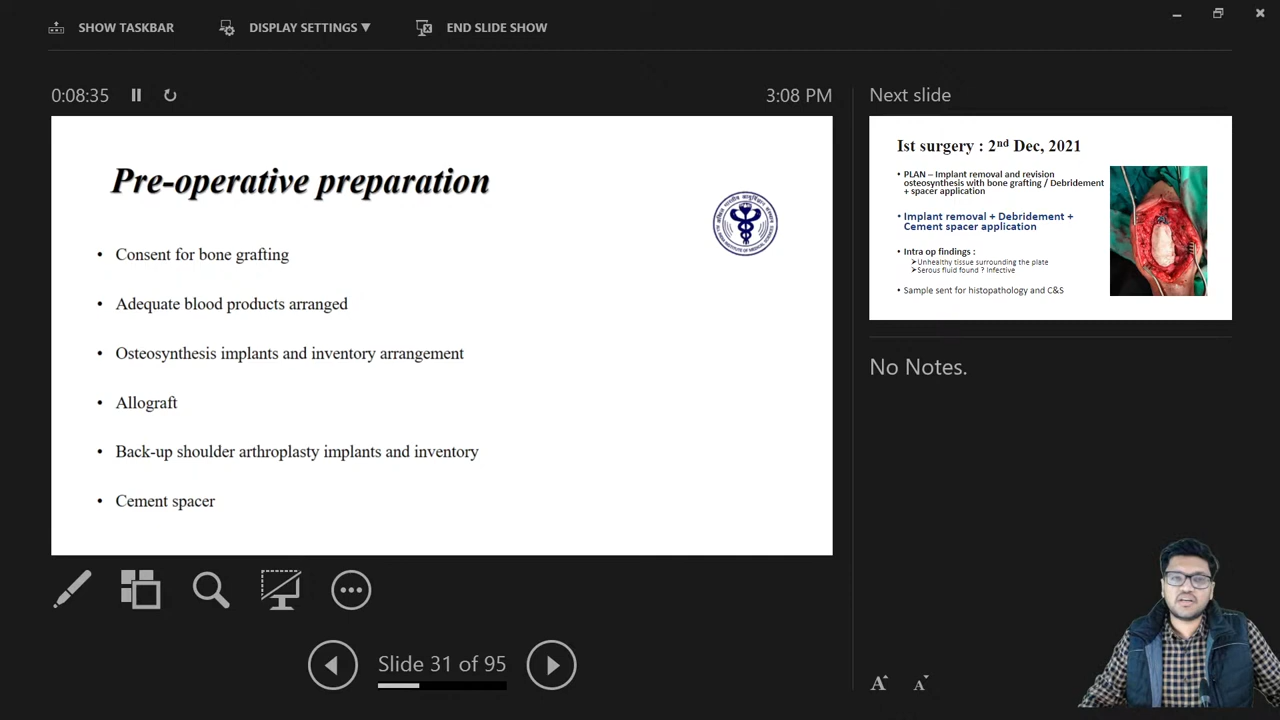 SHOW TASKBAR
DISPLAY SETTINGS ▼
END SLIDE SHOW
0:08:35
3:08 PM
Pre-operative preparation
• Consent for bone grafting
• Adequate blood products arranged
• Osteosynthesis implants and inventory arrangement
• Allograft
• Back-up shoulder arthroplasty implants and inventory
• Cement spacer
Slide 31 of 95
Next slide
Ist surgery : 2nd Dec, 2021
• PLAN – Implant removal and revision
osteosynthesis with bone grafting / Debridement
+ spacer application
• Implant removal + Debridement +
Cement spacer application
• Intra op findings :
➢Unhealthy tissue surrounding the plate
➢Serous fluid found ? Infective
• Sample sent for histopathology and C&S
No Notes.
A A